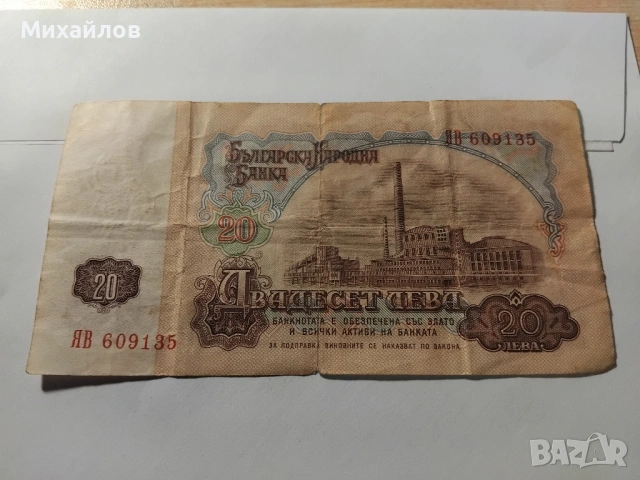 Михайлов
БЪЛГАРСКА НАРОДНА
БАНКА
ЯВ 609135
20
20
ДВАДЕСЕТ ЛЕВА
БАНКНОТАТА Е ОБЕЗПЕЧЕНА СЪС ЗЛАТО
И ВСИЧКИ АКТИВИ НА БАНКАТА
ЗА ПОДПРАВКА ВИНОВНИТЕ СЕ НАКАЗВАТ ПО ЗАКОНА
20
ЛЕВА
ЯВ 609135
BAZAR